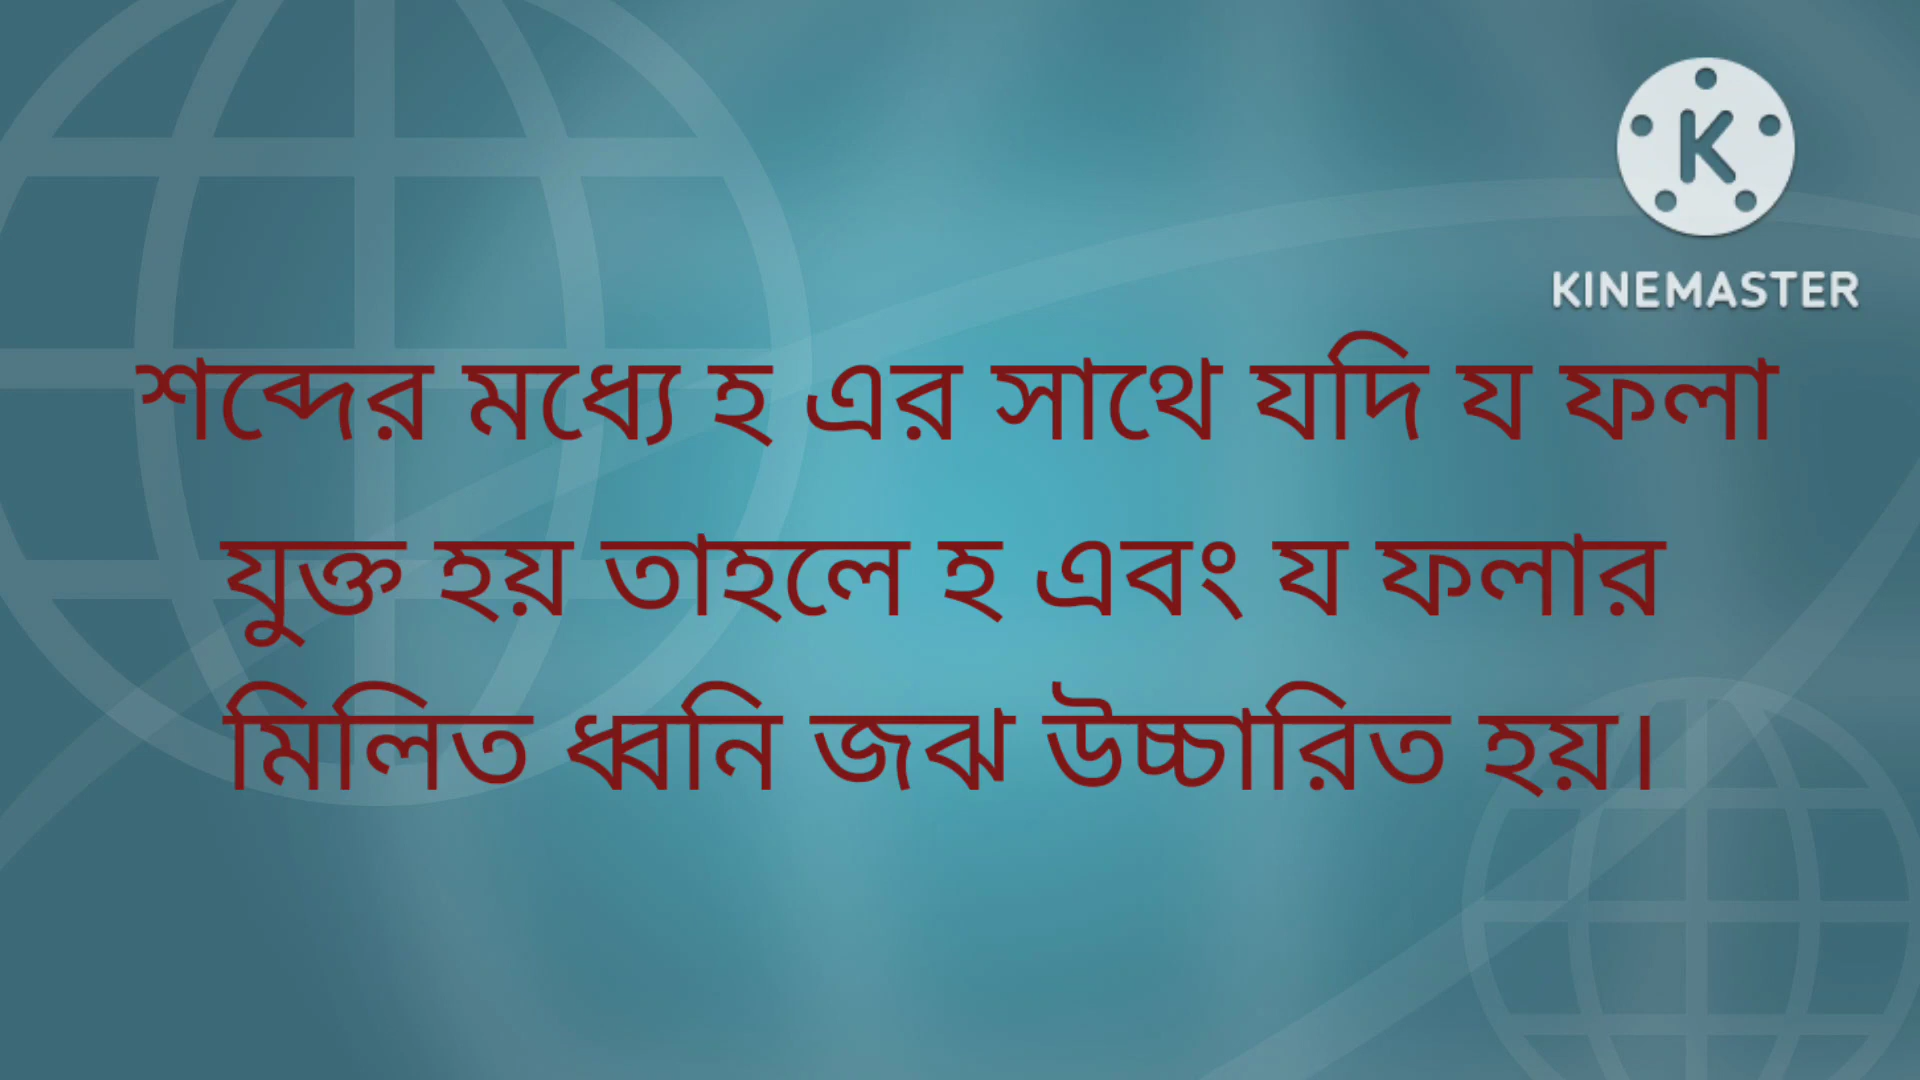 KINEMASTER
শব্দের মধ্যে হ এর সাথে যদি য ফলা
যুক্ত হয় তাহলে হ এবং য ফলার
মিলিত ধ্বনি জঝ উচ্চারিত হয়।